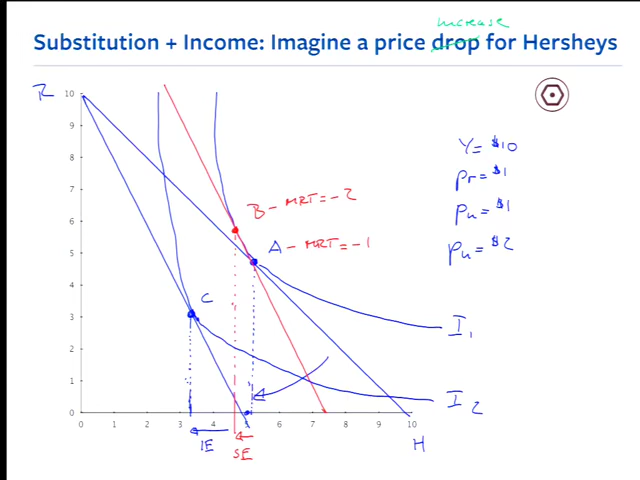 increase
Substitution + Income: Imagine a price drop for Hersheys
R
10
9
8
7
6
5
4
3
2
1
0
0 1 2 3 4 5 6 7 8 9 10
H
Y = $10
Pr = $1
PH = $1
PH = $2
B - MRT = -2
A - MRT = -1
C
I1
I2
IE
SE